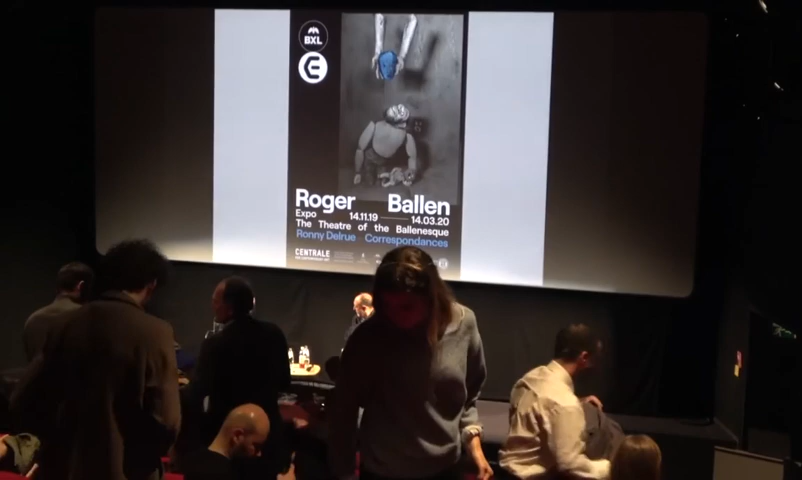 BXL
Roger Ballen
Expo 14.11.19 — 14.03.20
The Theatre of the Ballenesque
Ronny Delrue Correspondances
CENTRALE